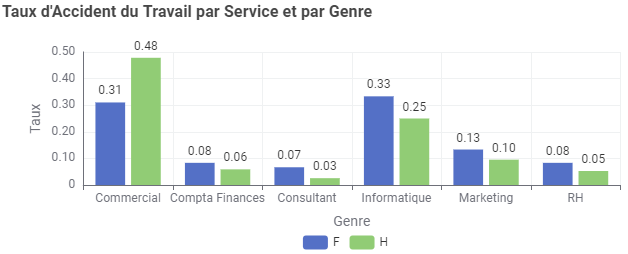 Taux d'Accident du Travail par Service et par Genre
Taux
0.50
0.40
0.30
0.20
0.10
0
0.31
0.48
0.08
0.06
0.07
0.03
0.33
0.25
0.13
0.10
0.08
0.05
Commercial
Compta Finances
Consultant
Informatique
Marketing
RH
Genre
F
H